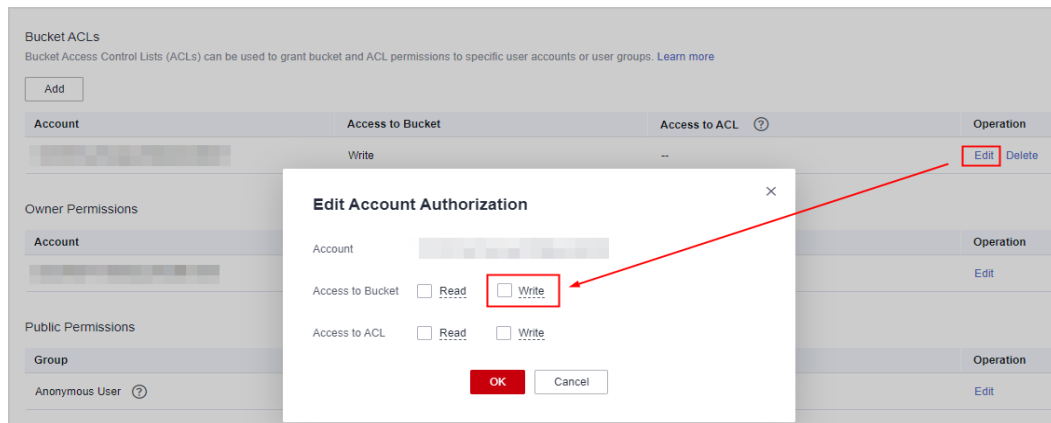 Bucket ACLs
Bucket Access Control Lists (ACLs) can be used to grant bucket and ACL permissions to specific user accounts or user groups. Learn more
Add
Account Access to Bucket Access to ACL ? Operation
Write -- Edit Delete
Owner Permissions
Account Operation
Edit
Public Permissions
Group Operation
Anonymous User ? Edit
Edit Account Authorization ×
Account
Access to Bucket Read Write
Access to ACL Read Write
OK Cancel